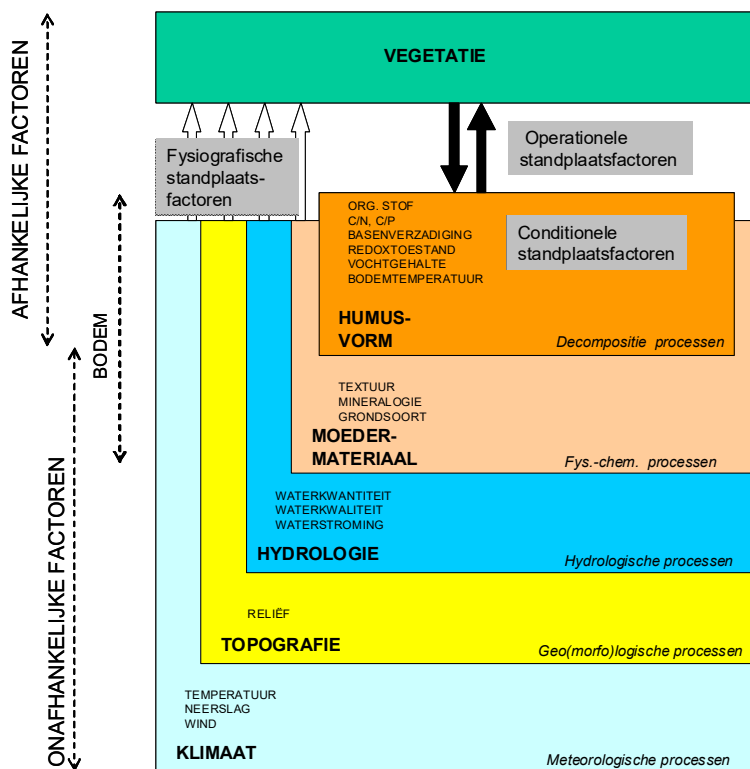 VEGETATIE
AFHANKELIJKE FACTOREN
Fysiografische
standplaats-
factoren
Operationele
standplaatsfactoren
BODEM
ORG. STOF
C/N, C/P
BASENVERZADIGING
REDOXTOESTAND
VOCHTGEHALTE
BODEMTEMPERATUUR
Conditionele
standplaatsfactoren
HUMUS-
VORM
Decompositie processen
TEXTUUR
MINERALOGIE
GRONDSOORT
MOEDER-
MATERIAAL
Fys.-chem. processen
ONAFHANKELIJKE FACTOREN
WATERKWANTITEIT
WATERKWALITEIT
WATERSTROMING
HYDROLOGIE
Hydrologische processen
RELIËF
TOPOGRAFIE
Geo(morfo)logische processen
TEMPERATUUR
NEERSLAG
WIND
KLIMAAT
Meteorologische processen